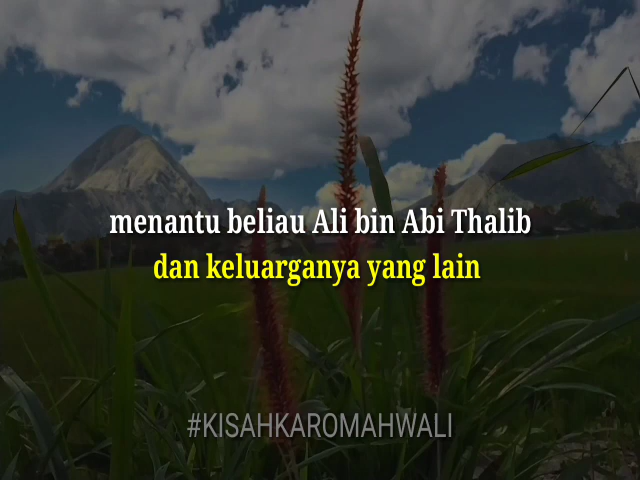 menantu beliau Ali bin Abi Thalib
dan keluarganya yang lain
#KISAHKAROMAHWALI